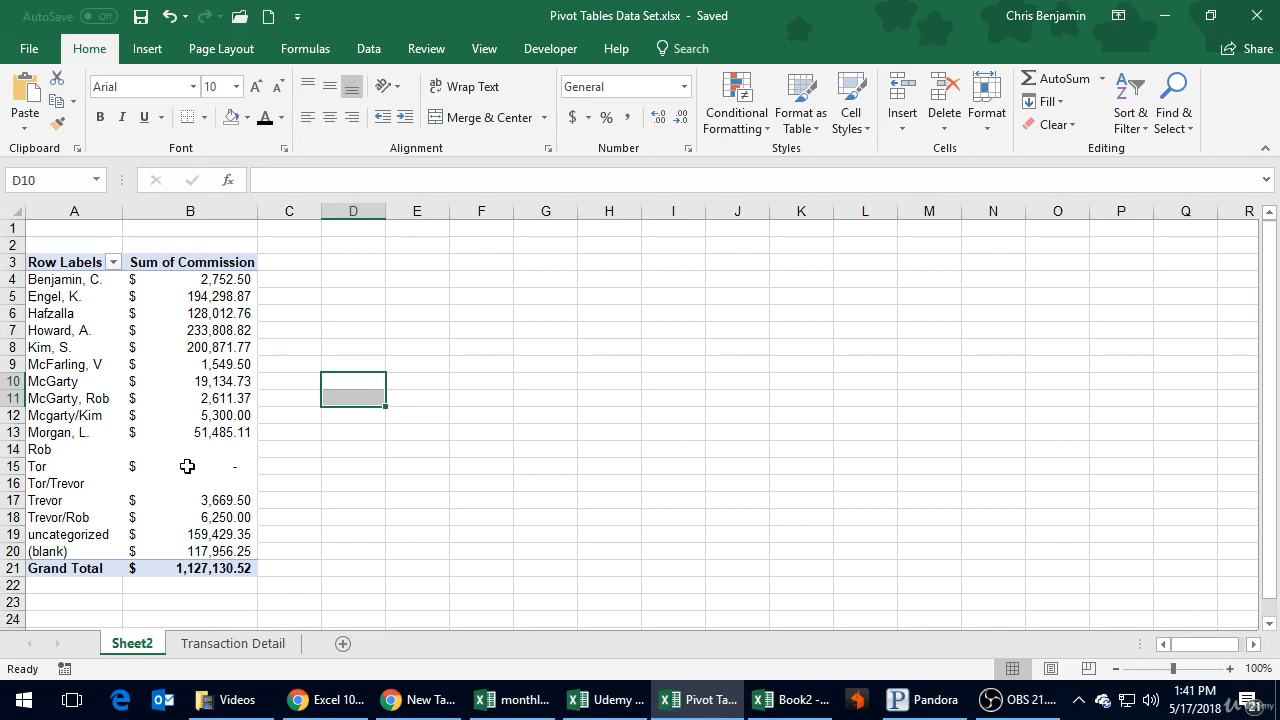 AutoSave Off Pivot Tables Data Set.xlsx - Saved Chris Benjamin
File Home Insert Page Layout Formulas Data Review View Developer Help Search Share
Paste
Clipboard
Arial 10
B I U A
Font
Wrap Text
Merge & Center
Alignment
General
$ % ,
Number
Conditional Formatting
Format as Table
Cell Styles
Styles
Insert Delete Format
Cells
AutoSum
Fill
Clear
Sort & Filter
Find & Select
Editing
D10 fx
A B C D E F G H I J K L M N O P Q R
1
2
3 Row Labels Sum of Commission
4 Benjamin, C. $ 2,752.50
5 Engel, K. $ 194,298.87
6 Hafzalla $ 128,012.76
7 Howard, A. $ 233,808.82
8 Kim, S. $ 200,871.77
9 McFarling, V $ 1,549.50
10 McGarty $ 19,134.73
11 McGarty, Rob $ 2,611.37
12 Mcgarty/Kim $ 5,300.00
13 Morgan, L. $ 51,485.11
14 Rob
15 Tor $ -
16 Tor/Trevor
17 Trevor $ 3,669.50
18 Trevor/Rob $ 6,250.00
19 uncategorized $ 159,429.35
20 (blank) $ 117,956.25
21 Grand Total $ 1,127,130.52
22
23
24
Sheet2 Transaction Detail
Ready 100%
Videos Excel 10... New Ta... monthl... Udemy ... Pivot Ta... Book2 -... Pandora OBS 21.... 1:41 PM
5/17/2018 21